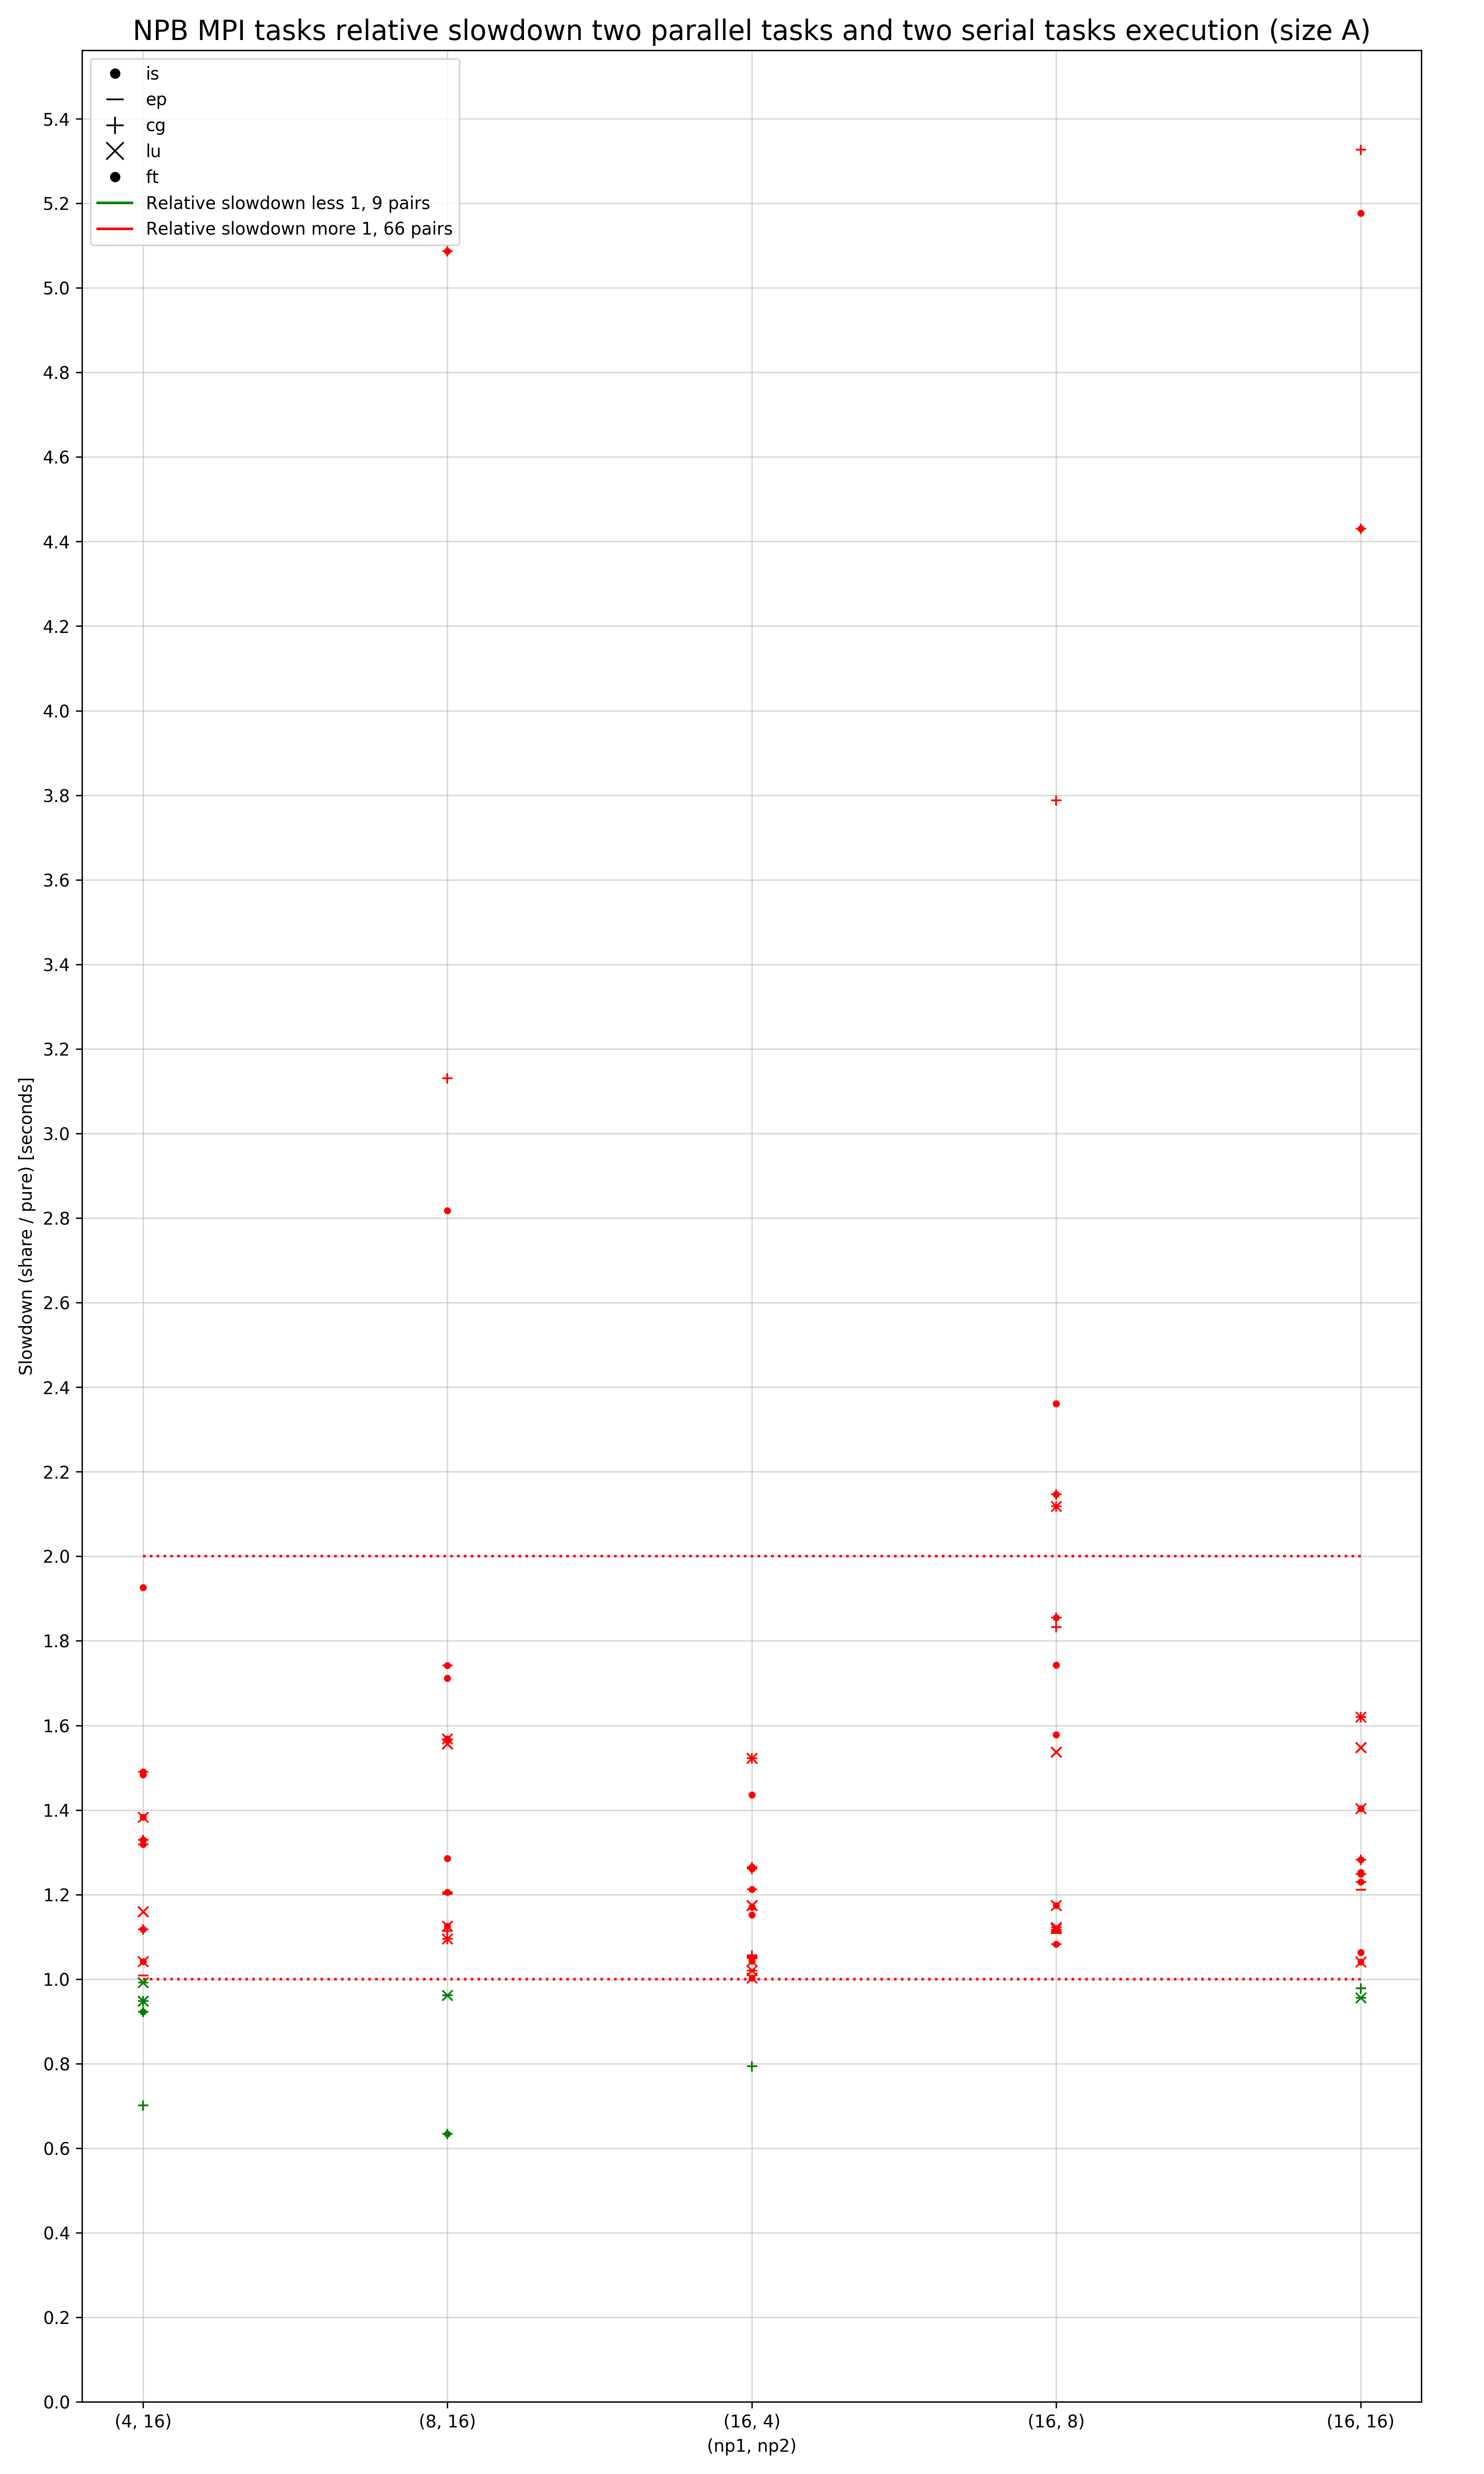 NPB MPI tasks relative slowdown two parallel tasks and two serial tasks execution (size A)
is
ep
cg
lu
ft
Relative slowdown less 1, 9 pairs
Relative slowdown more 1, 66 pairs
5.4
5.2
5.0
4.8
4.6
4.4
4.2
4.0
3.8
3.6
3.4
3.2
3.0
2.8
2.6
2.4
2.2
2.0
1.8
1.6
1.4
1.2
1.0
0.8
0.6
0.4
0.2
0.0
Slowdown (share / pure) [seconds]
(4, 16) (8, 16) (16, 4) (16, 8) (16, 16)
(np1, np2)